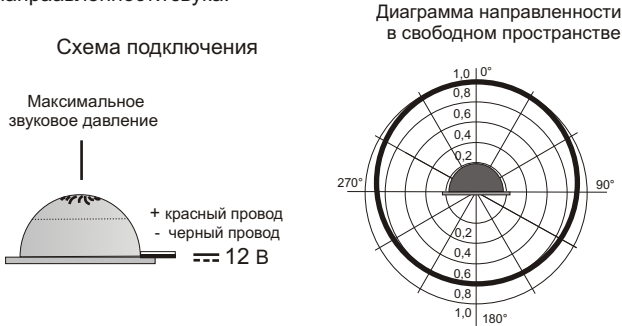 Диаграмма направленности
в свободном пространстве
Схема подключения
Максимальное
звуковое давление
+ красный провод
- черный провод
12 В
1,0 0°
0,8
0,6
0,4
0,2
270°
90°
0,2
0,4
0,6
0,8
1,0 180°